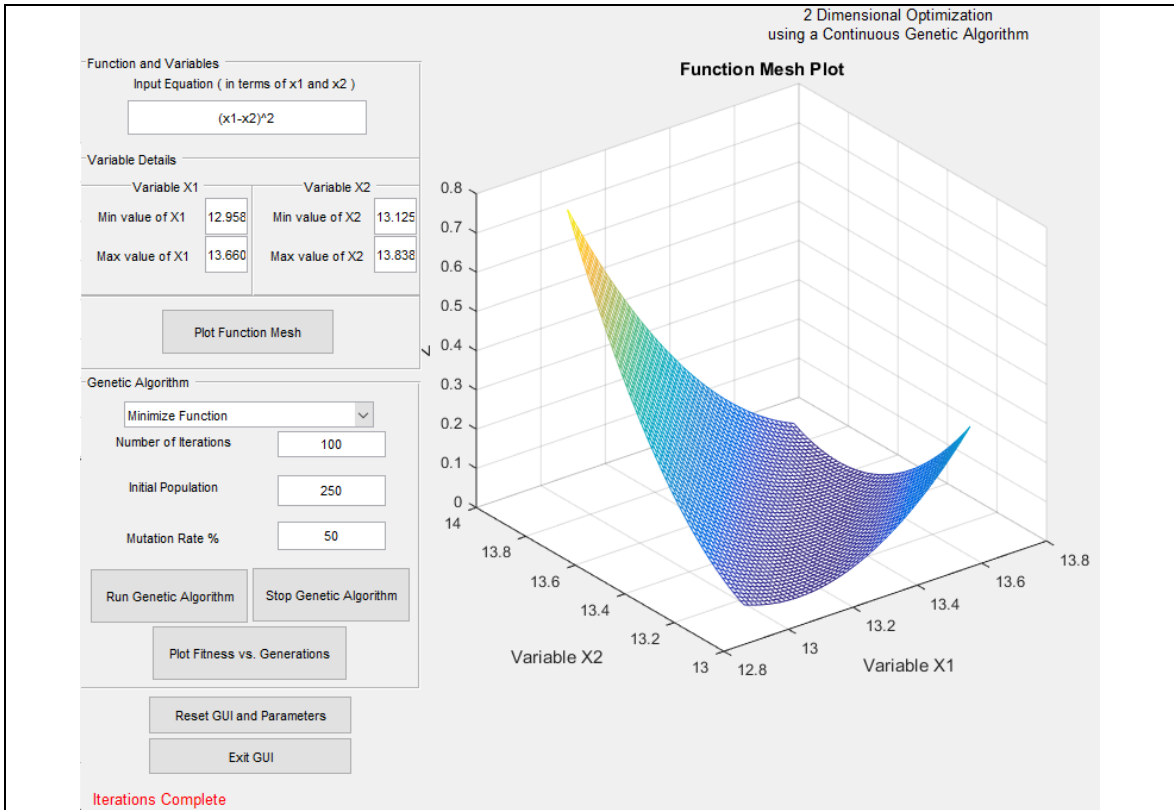 2 Dimensional Optimization
using a Continuous Genetic Algorithm
Function and Variables
Input Equation ( in terms of x1 and x2 )
(x1-x2)^2
Variable Details
Variable X1
Min value of X1 12.958
Max value of X1 13.660
Variable X2
Min value of X2 13.125
Max value of X2 13.838
Plot Function Mesh
Genetic Algorithm
Minimize Function
Number of Iterations 100
Initial Population 250
Mutation Rate % 50
Run Genetic Algorithm
Stop Genetic Algorithm
Plot Fitness vs. Generations
Reset GUI and Parameters
Exit GUI
Iterations Complete
Function Mesh Plot
0.8
0.7
0.6
0.5
0.4
0.3
0.2
0.1
0
14
13.8
13.6
13.4
13.2
13
Variable X2
12.8
13
13.2
13.4
13.6
13.8
Variable X1